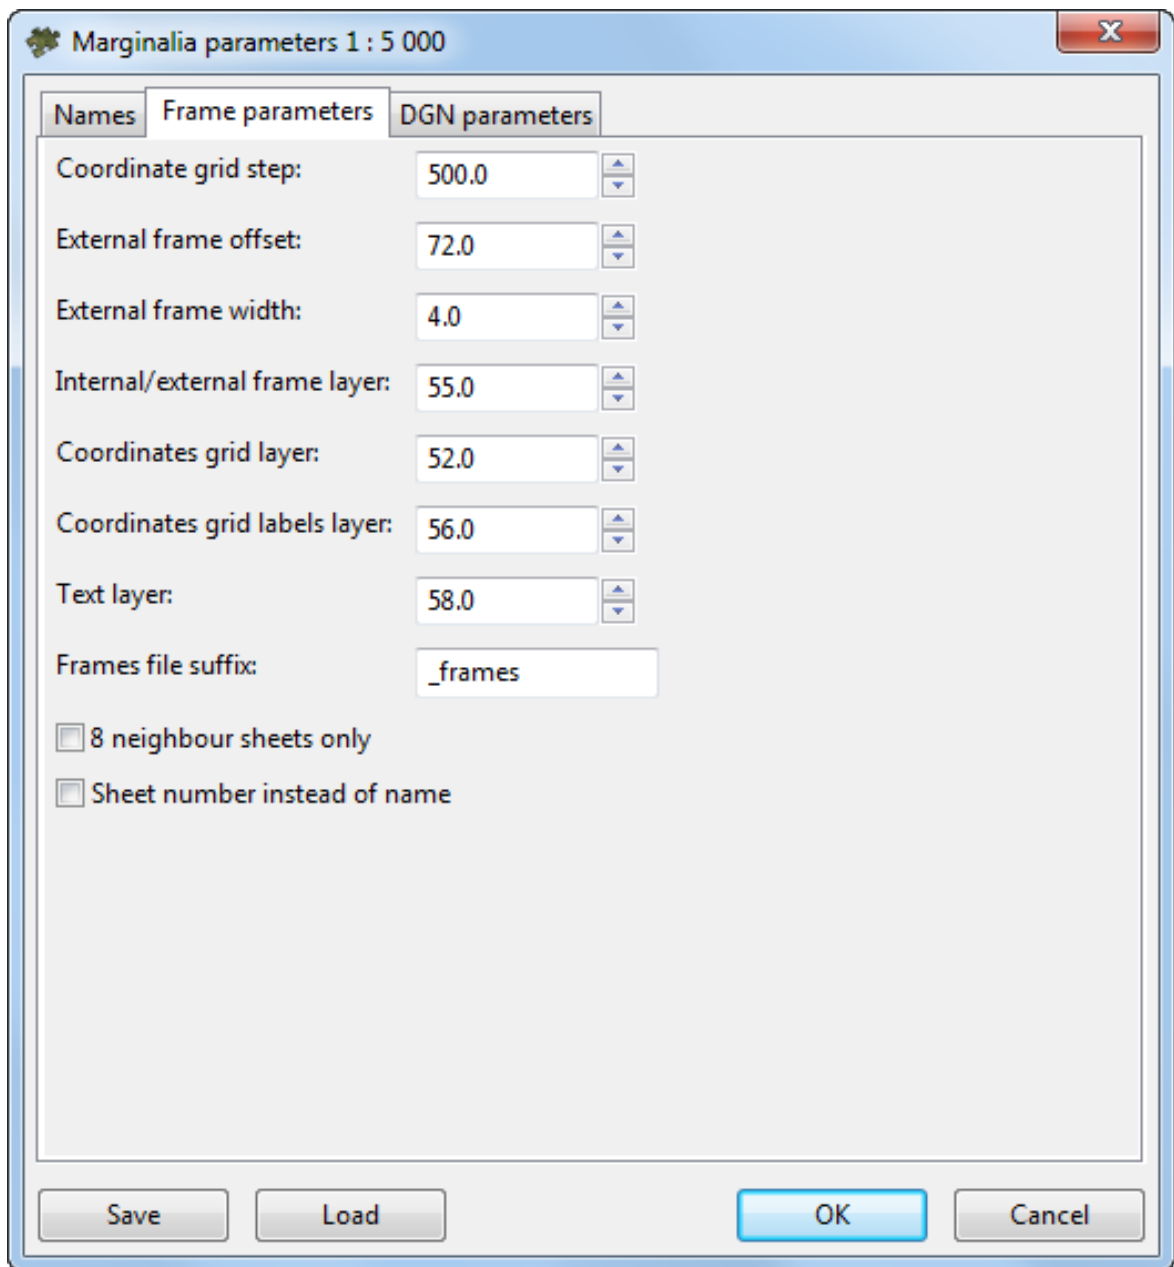 Marginalia parameters 1 : 5 000
Names Frame parameters DGN parameters
Coordinate grid step: 500.0
External frame offset: 72.0
External frame width: 4.0
Internal/external frame layer: 55.0
Coordinates grid layer: 52.0
Coordinates grid labels layer: 56.0
Text layer: 58.0
Frames file suffix: _frames
8 neighbour sheets only
Sheet number instead of name
Save Load OK Cancel